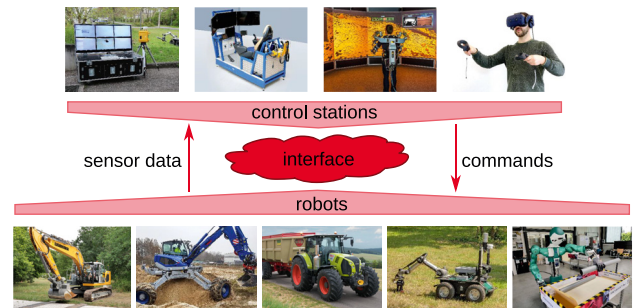 control stations
sensor data
interface
commands
robots